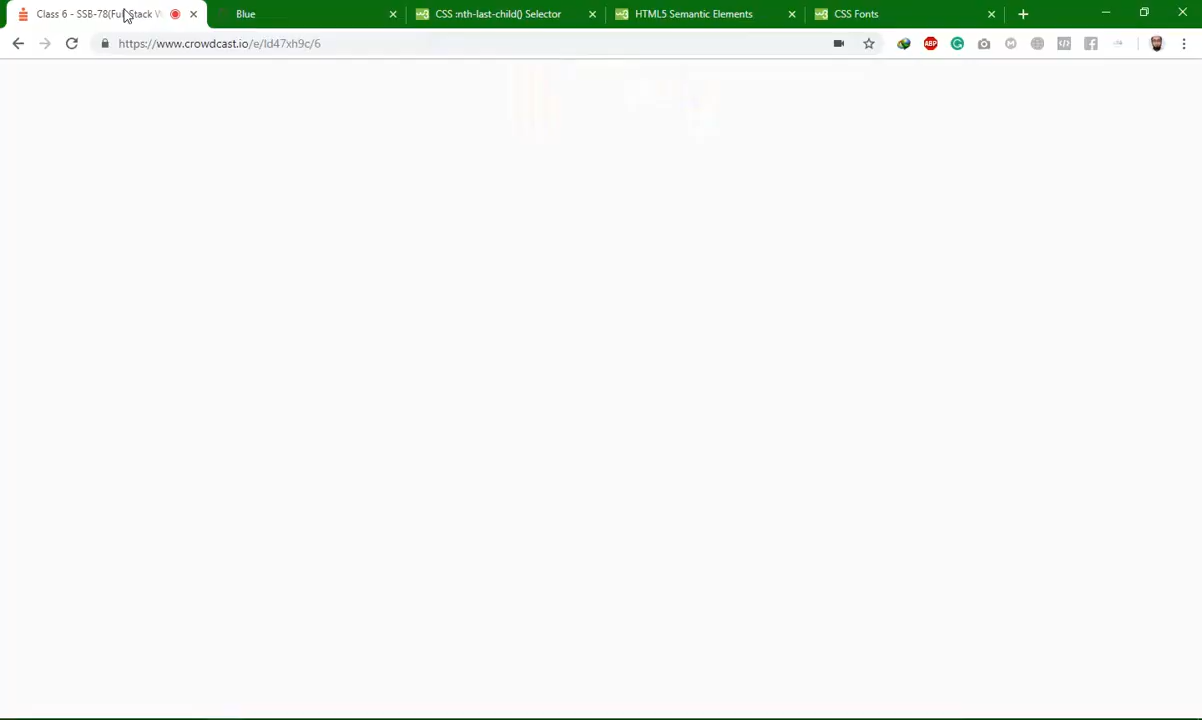 Class 6 - SSB-78(Full Stack W
Blue
CSS :nth-last-child() Selector
HTML5 Semantic Elements
CSS Fonts
https://www.crowdcast.io/e/ld47xh9c/6
ABP